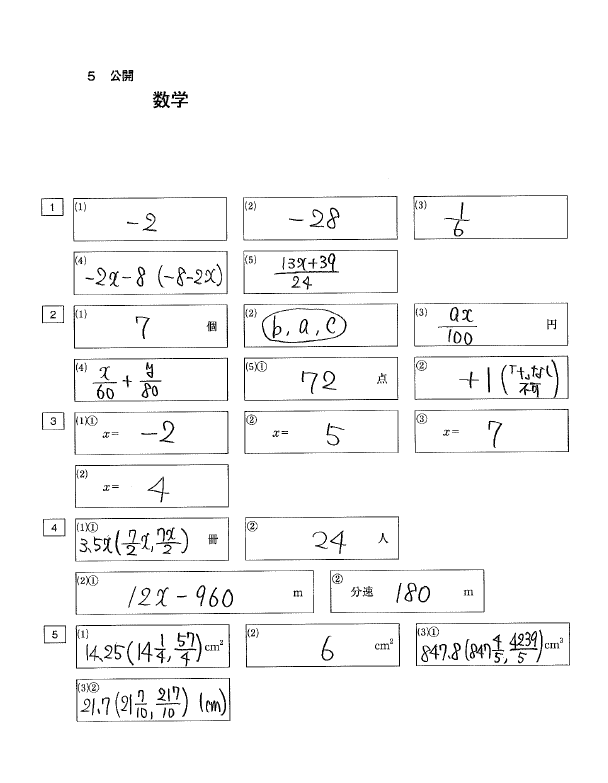 5 公開
数学
1 (1) -2 (2) -28 (3) 1/6
(4) -2x-8 (-8-2x) (5) (13x+39)/24
2 (1) 7 個 (2) b, a, c (3) ax/100 円
(4) x/60 + y/80 (5)① 72 点 ② +1 (「+」なし不可)
3 (1)① x= -2 ② x= 5 ③ x= 7
(2) x= 4
4 (1)① 3.5x(7/2x, 7x/2) 冊 ② 24 人
(2)① 12x-960 m ② 分速 180 m
5 (1) 14.25(14 1/4, 57/4) cm² (2) 6 cm² (3)① 847.8(847 4/5, 4239/5) cm³
(3)② 21.7(21 7/10, 217/10) (cm)